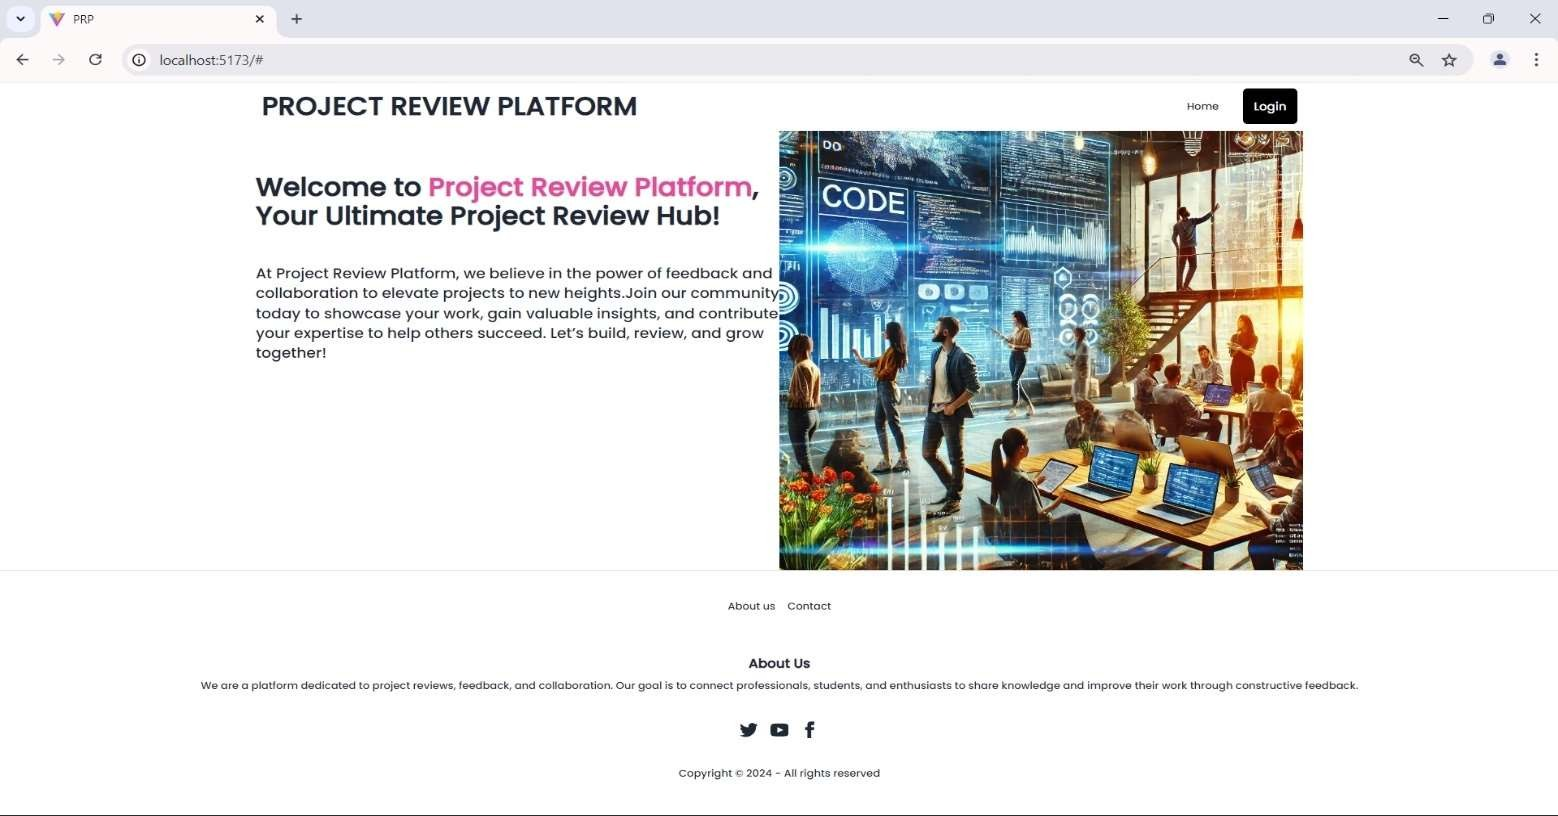 PRP
localhost:5173/#
PROJECT REVIEW PLATFORM
Home
Login
Welcome to Project Review Platform,
Your Ultimate Project Review Hub!
At Project Review Platform, we believe in the power of feedback and
collaboration to elevate projects to new heights.Join our community
today to showcase your work, gain valuable insights, and contribute
your expertise to help others succeed. Let’s build, review, and grow
together!
CODE
About us Contact
About Us
We are a platform dedicated to project reviews, feedback, and collaboration. Our goal is to connect professionals, students, and enthusiasts to share knowledge and improve their work through constructive feedback.
Copyright © 2024 - All rights reserved